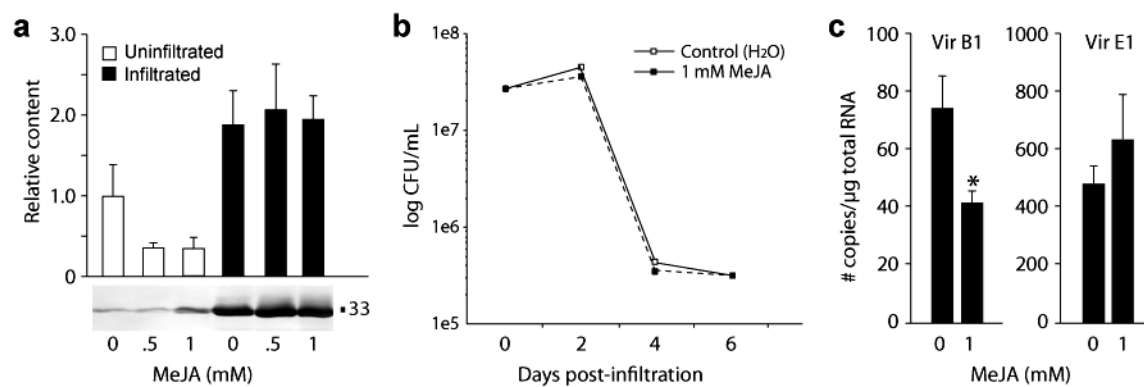 a
3.0
2.0
1.0
0
Relative content
Uninfiltrated
Infiltrated
33
0 .5 1 0 .5 1
MeJA (mM)
b
1e8
1e7
1e6
1e5
log CFU/mL
Control (H2O)
1 mM MeJA
0 2 4 6
Days post-infiltration
c
100
80
60
40
20
0
# copies/µg total RNA
Vir B1
*
0 1
1000
800
600
400
200
0
Vir E1
0 1
MeJA (mM)